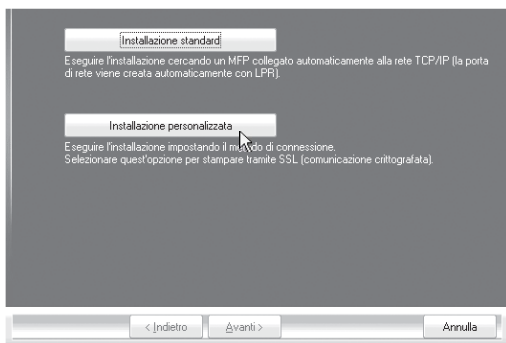 Installazione standard
Eseguire l'installazione cercando un MFP collegato automaticamente alla rete TCP/IP (la porta
di rete viene creata automaticamente con LPR).
Installazione personalizzata
Eseguire l'installazione impostando il metodo di connessione.
Selezionare quest'opzione per stampare tramite SSL (comunicazione crittografata).
< Indietro
Avanti >
Annulla